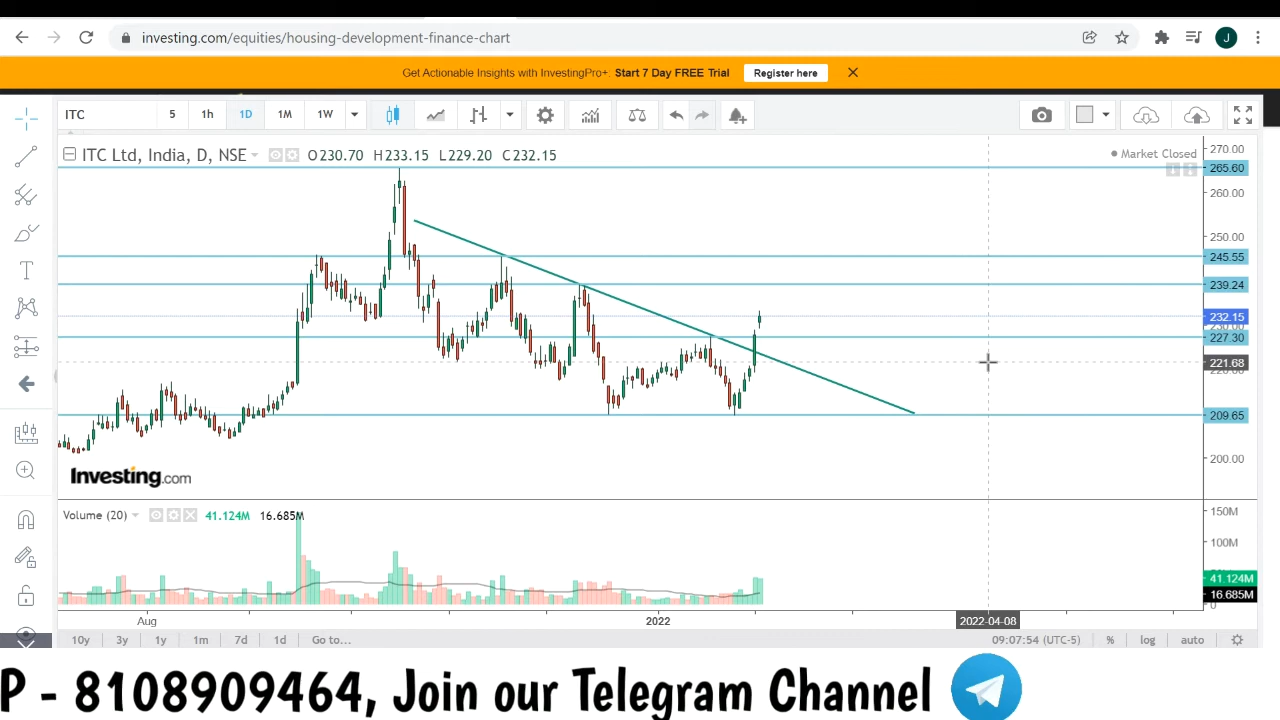 investing.com/equities/housing-development-finance-chart
J
Get Actionable Insights with InvestingPro+: Start 7 Day FREE Trial Register here
ITC 5 1h 1D 1M 1W
ITC Ltd, India, D, NSE O230.70 H233.15 L229.20 C232.15
Market Closed
270.00
265.60
260.00
250.00
245.55
239.24
232.15
230.00
227.30
221.68
220.00
209.65
200.00
Investing.com
Volume (20) 41.124M 16.685M
150M
100M
41.124M
16.685M
0
Aug 2022 2022-04-08
10y 3y 1y 1m 7d 1d Go to... 09:07:54 (UTC-5) % log auto
P - 8108909464, Join our Telegram Channel